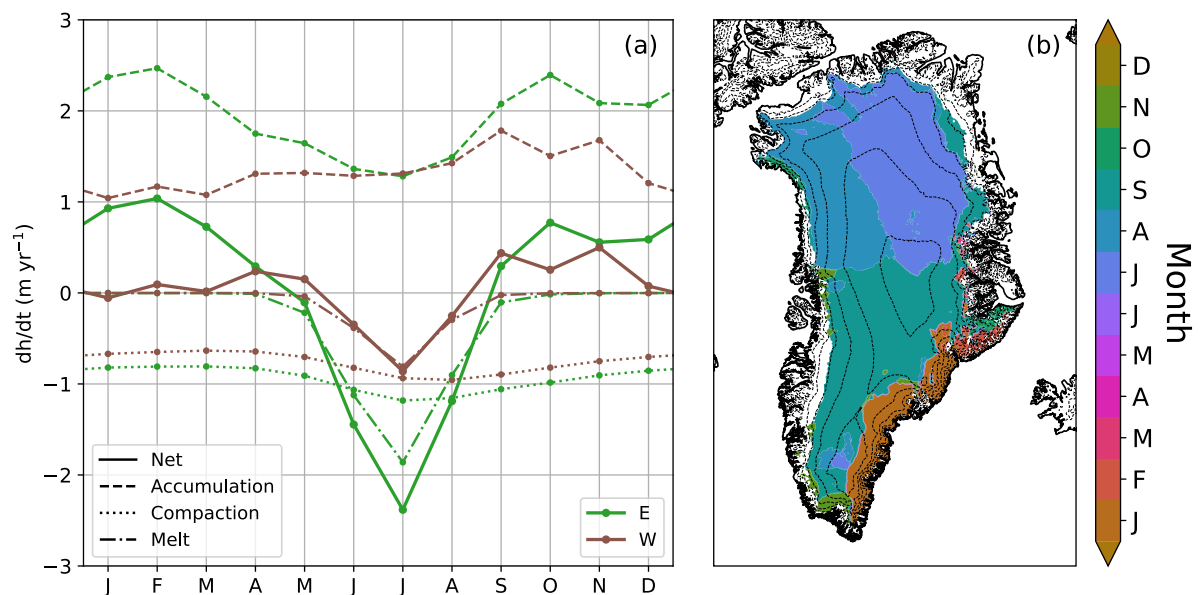 (a)
3
2
1
0
−1
−2
−3
dh/dt (m yr⁻¹)
Net
Accumulation
Compaction
Melt
E
W
J F M A M J J A S O N D
(b)
D
N
O
S
A
J
J
M
A
M
F
J
Month